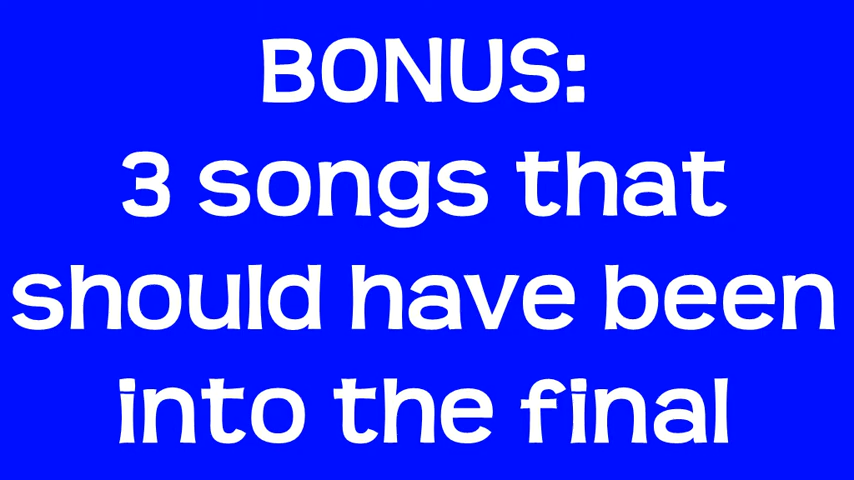 BONUS:
3 songs that
should have been
into the final